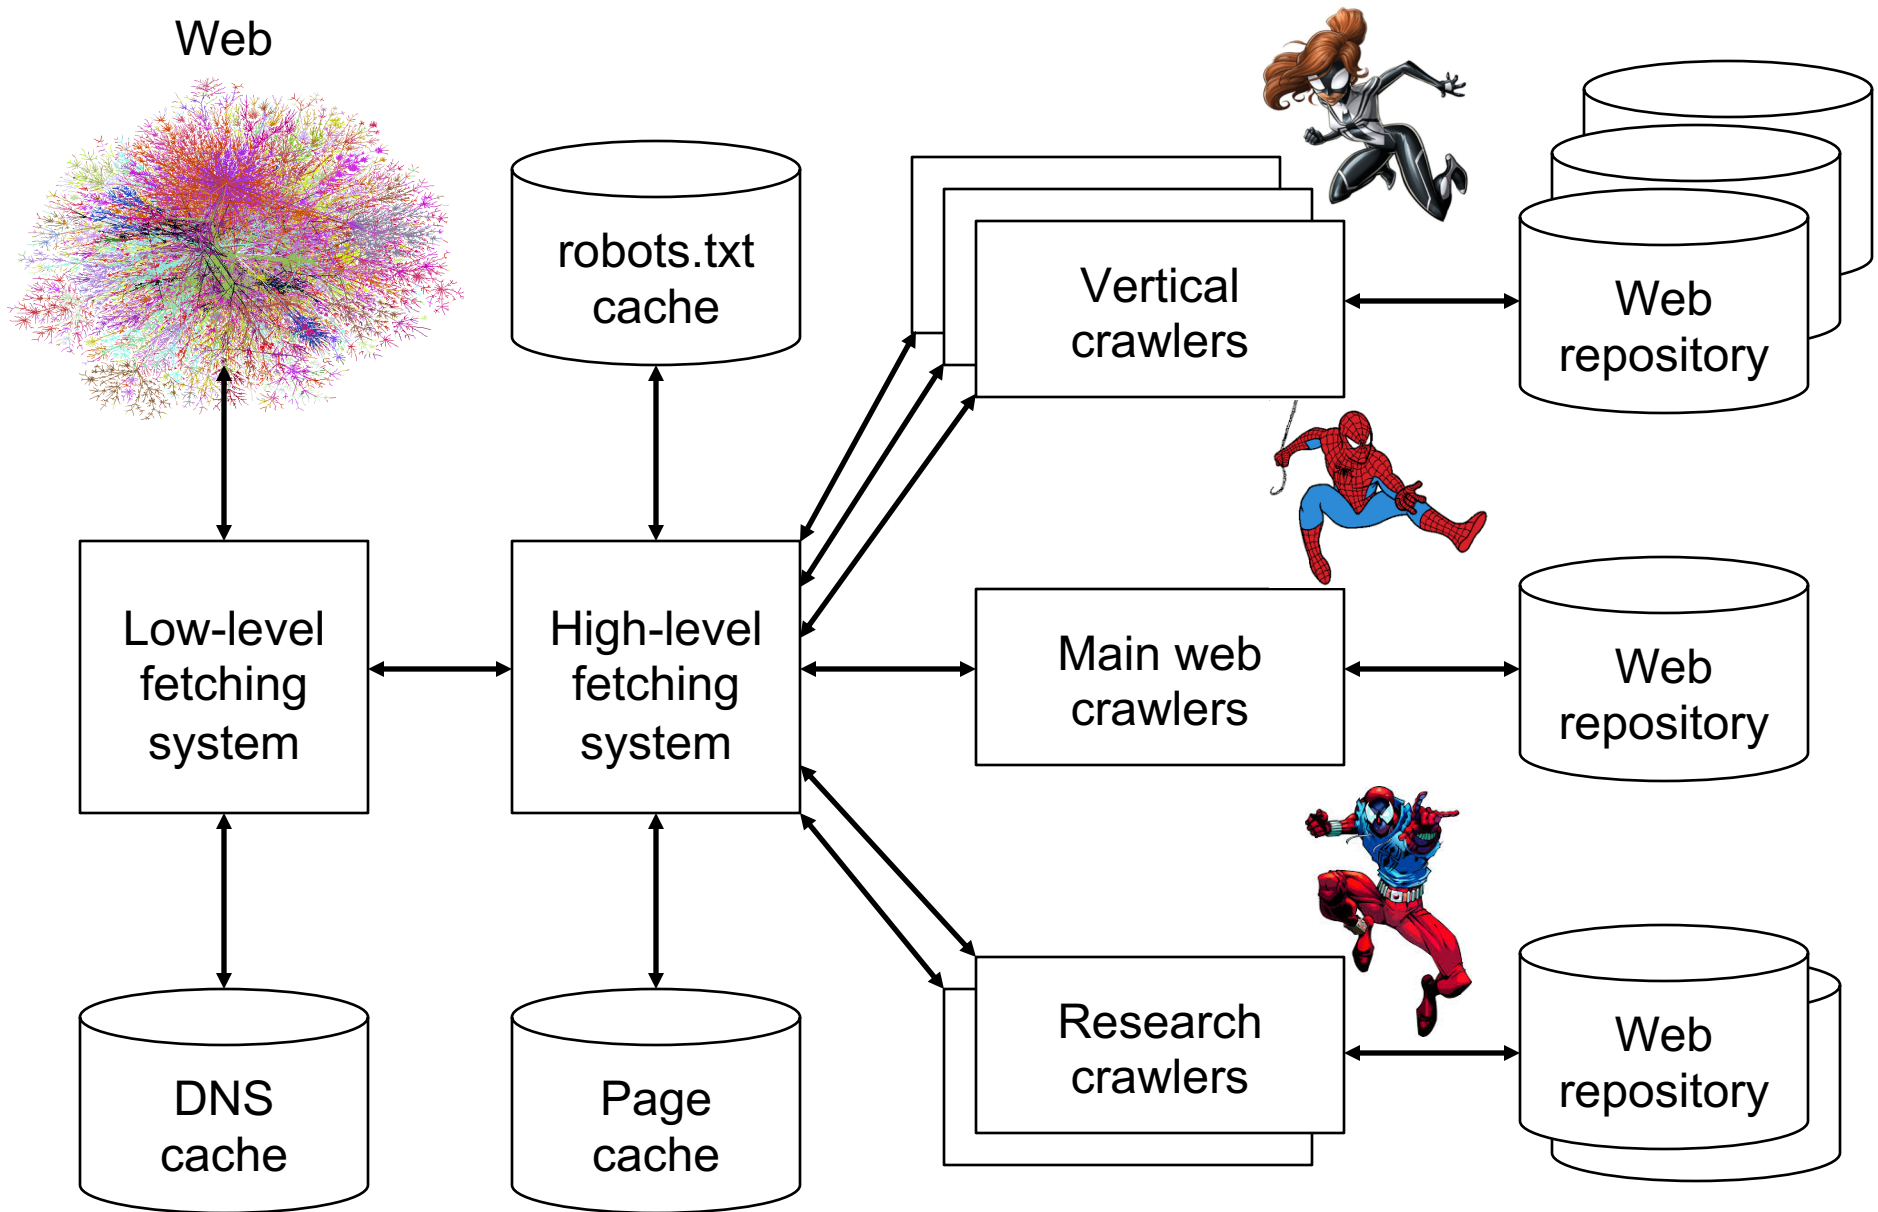 Web
robots.txt
cache
Vertical
crawlers
Web
repository
Low-level
fetching
system
High-level
fetching
system
Main web
crawlers
Web
repository
DNS
cache
Page
cache
Research
crawlers
Web
repository